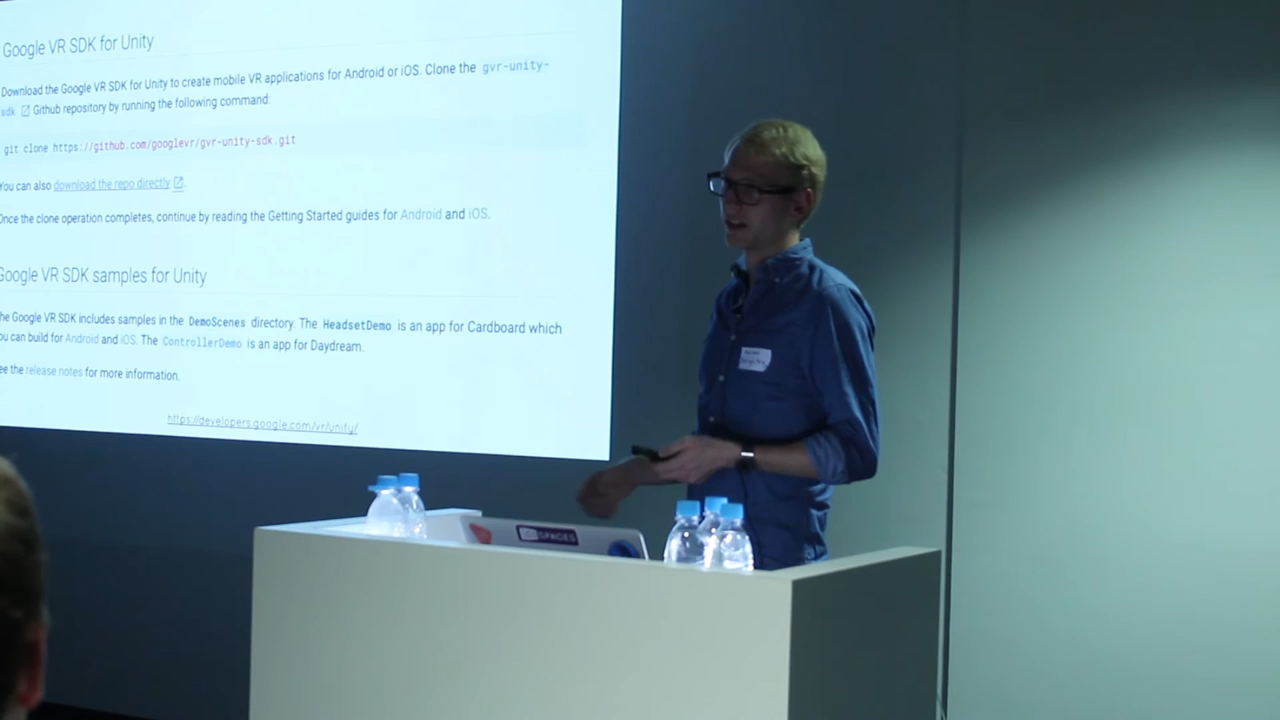 Google VR SDK for Unity
Download the Google VR SDK for Unity to create mobile VR applications for Android or iOS. Clone the gvr-unity-
sdk Github repository by running the following command.
git clone https://github.com/googlevr/gvr-unity-sdk.git
You can also download the repo directly.
Once the clone operation completes, continue by reading the Getting Started guides for Android and iOS.
Google VR SDK samples for Unity
he Google VR SDK includes samples in the DemoScenes directory. The HeadsetDemo is an app for Cardboard which
ou can build for Android and iOS. The ControllerDemo is an app for Daydream.
ee the release notes for more information.
https://developers.google.com/vr/unity/
SPACES